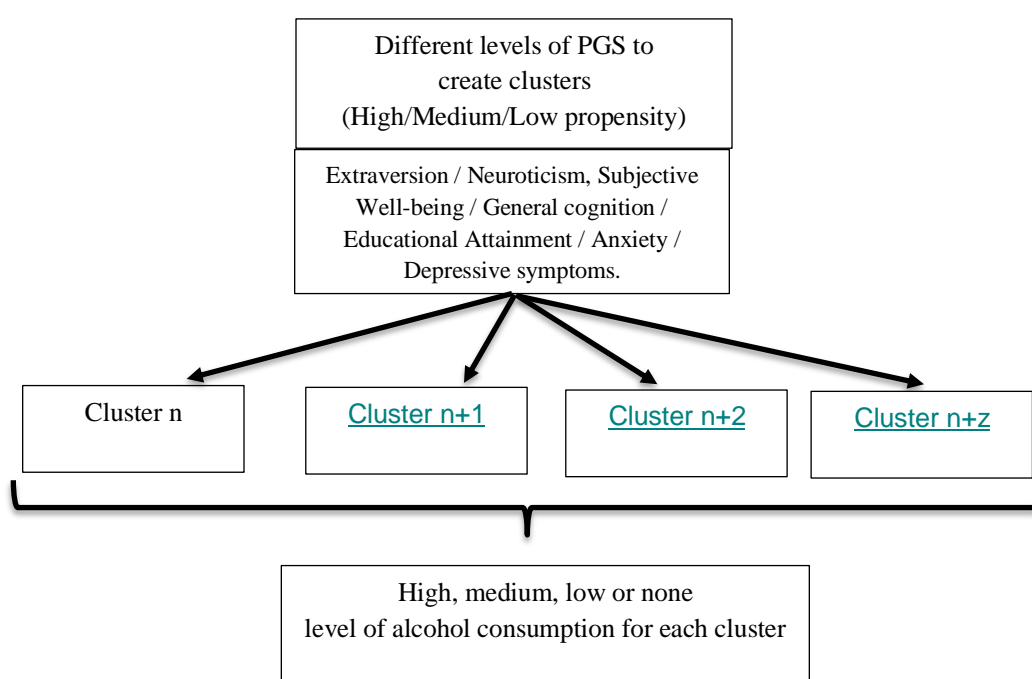 Different levels of PGS to
create clusters
(High/Medium/Low propensity)
Extraversion / Neuroticism, Subjective
Well-being / General cognition /
Educational Attainment / Anxiety /
Depressive symptoms.
Cluster n
Cluster n+1
Cluster n+2
Cluster n+z
High, medium, low or none
level of alcohol consumption for each cluster